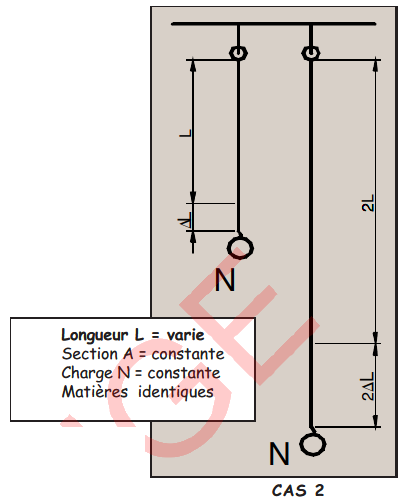 L
ΔL
N
2L
2ΔL
N
Longueur L = varie
Section A = constante
Charge N = constante
Matières identiques
CAS 2